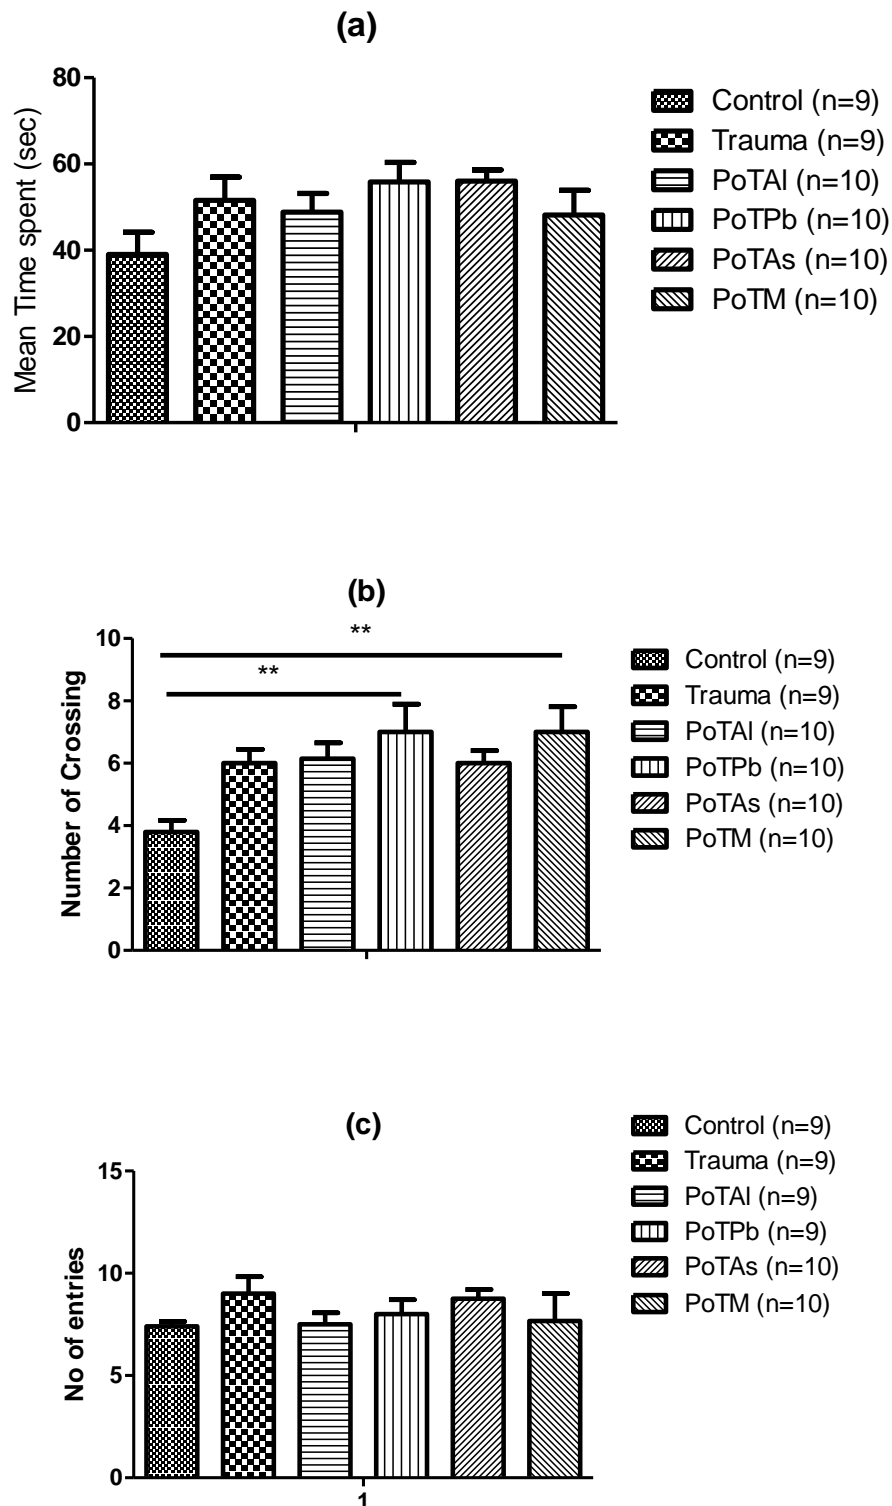 (a)
80
60
40
20
0
Mean Time spent (sec)
Control (n=9)
Trauma (n=9)
PoTAl (n=10)
PoTPb (n=10)
PoTAs (n=10)
PoTM (n=10)
(b)
**
**
10
8
6
4
2
0
Number of Crossing
Control (n=9)
Trauma (n=9)
PoTAl (n=10)
PoTPb (n=10)
PoTAs (n=10)
PoTM (n=10)
(c)
15
10
5
0
No of entries
1
Control (n=9)
Trauma (n=9)
PoTAl (n=9)
PoTPb (n=9)
PoTAs (n=10)
PoTM (n=10)